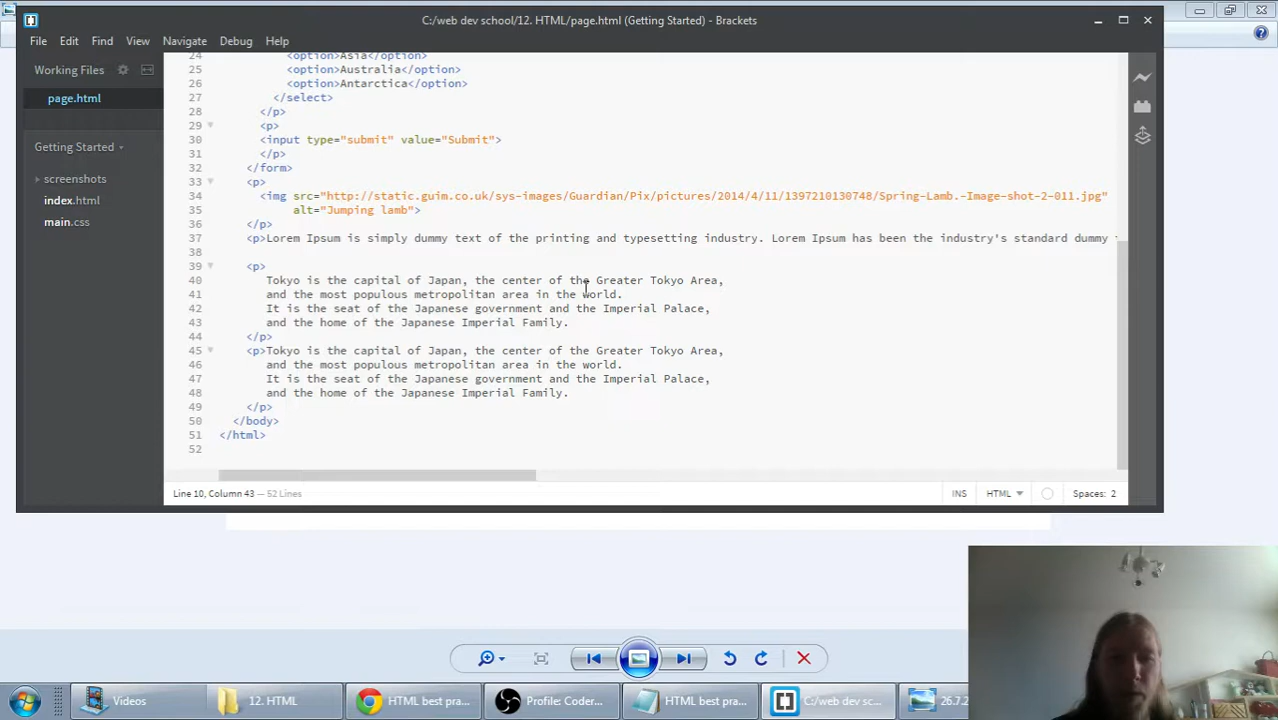 C:/web dev school/12. HTML/page.html (Getting Started) - Brackets
File Edit Find View Navigate Debug Help
Working Files
page.html
Getting Started
screenshots
index.html
main.css
24 <option>Asia</option>
25 <option>Australia</option>
26 <option>Antarctica</option>
27 </select>
28 </p>
29 <p>
30 <input type="submit" value="Submit">
31 </p>
32 </form>
33 <p>
34 <img src="http://static.guim.co.uk/sys-images/Guardian/Pix/pictures/2014/4/11/1397210130748/Spring-Lamb.-Image-shot-2-011.jpg"
35 alt="Jumping lamb">
36 </p>
37 <p>Lorem Ipsum is simply dummy text of the printing and typesetting industry. Lorem Ipsum has been the industry's standard dummy
38
39 <p>
40 Tokyo is the capital of Japan, the center of the Greater Tokyo Area,
41 and the most populous metropolitan area in the world.
42 It is the seat of the Japanese government and the Imperial Palace,
43 and the home of the Japanese Imperial Family.
44 </p>
45 <p>Tokyo is the capital of Japan, the center of the Greater Tokyo Area,
46 and the most populous metropolitan area in the world.
47 It is the seat of the Japanese government and the Imperial Palace,
48 and the home of the Japanese Imperial Family.
49 </p>
50 </body>
51 </html>
52
Line 10, Column 43 — 52 Lines
INS HTML Spaces: 2
Videos 12. HTML HTML best pra... Profile: Coder... HTML best pra... C:/web dev sc... 26.7.2